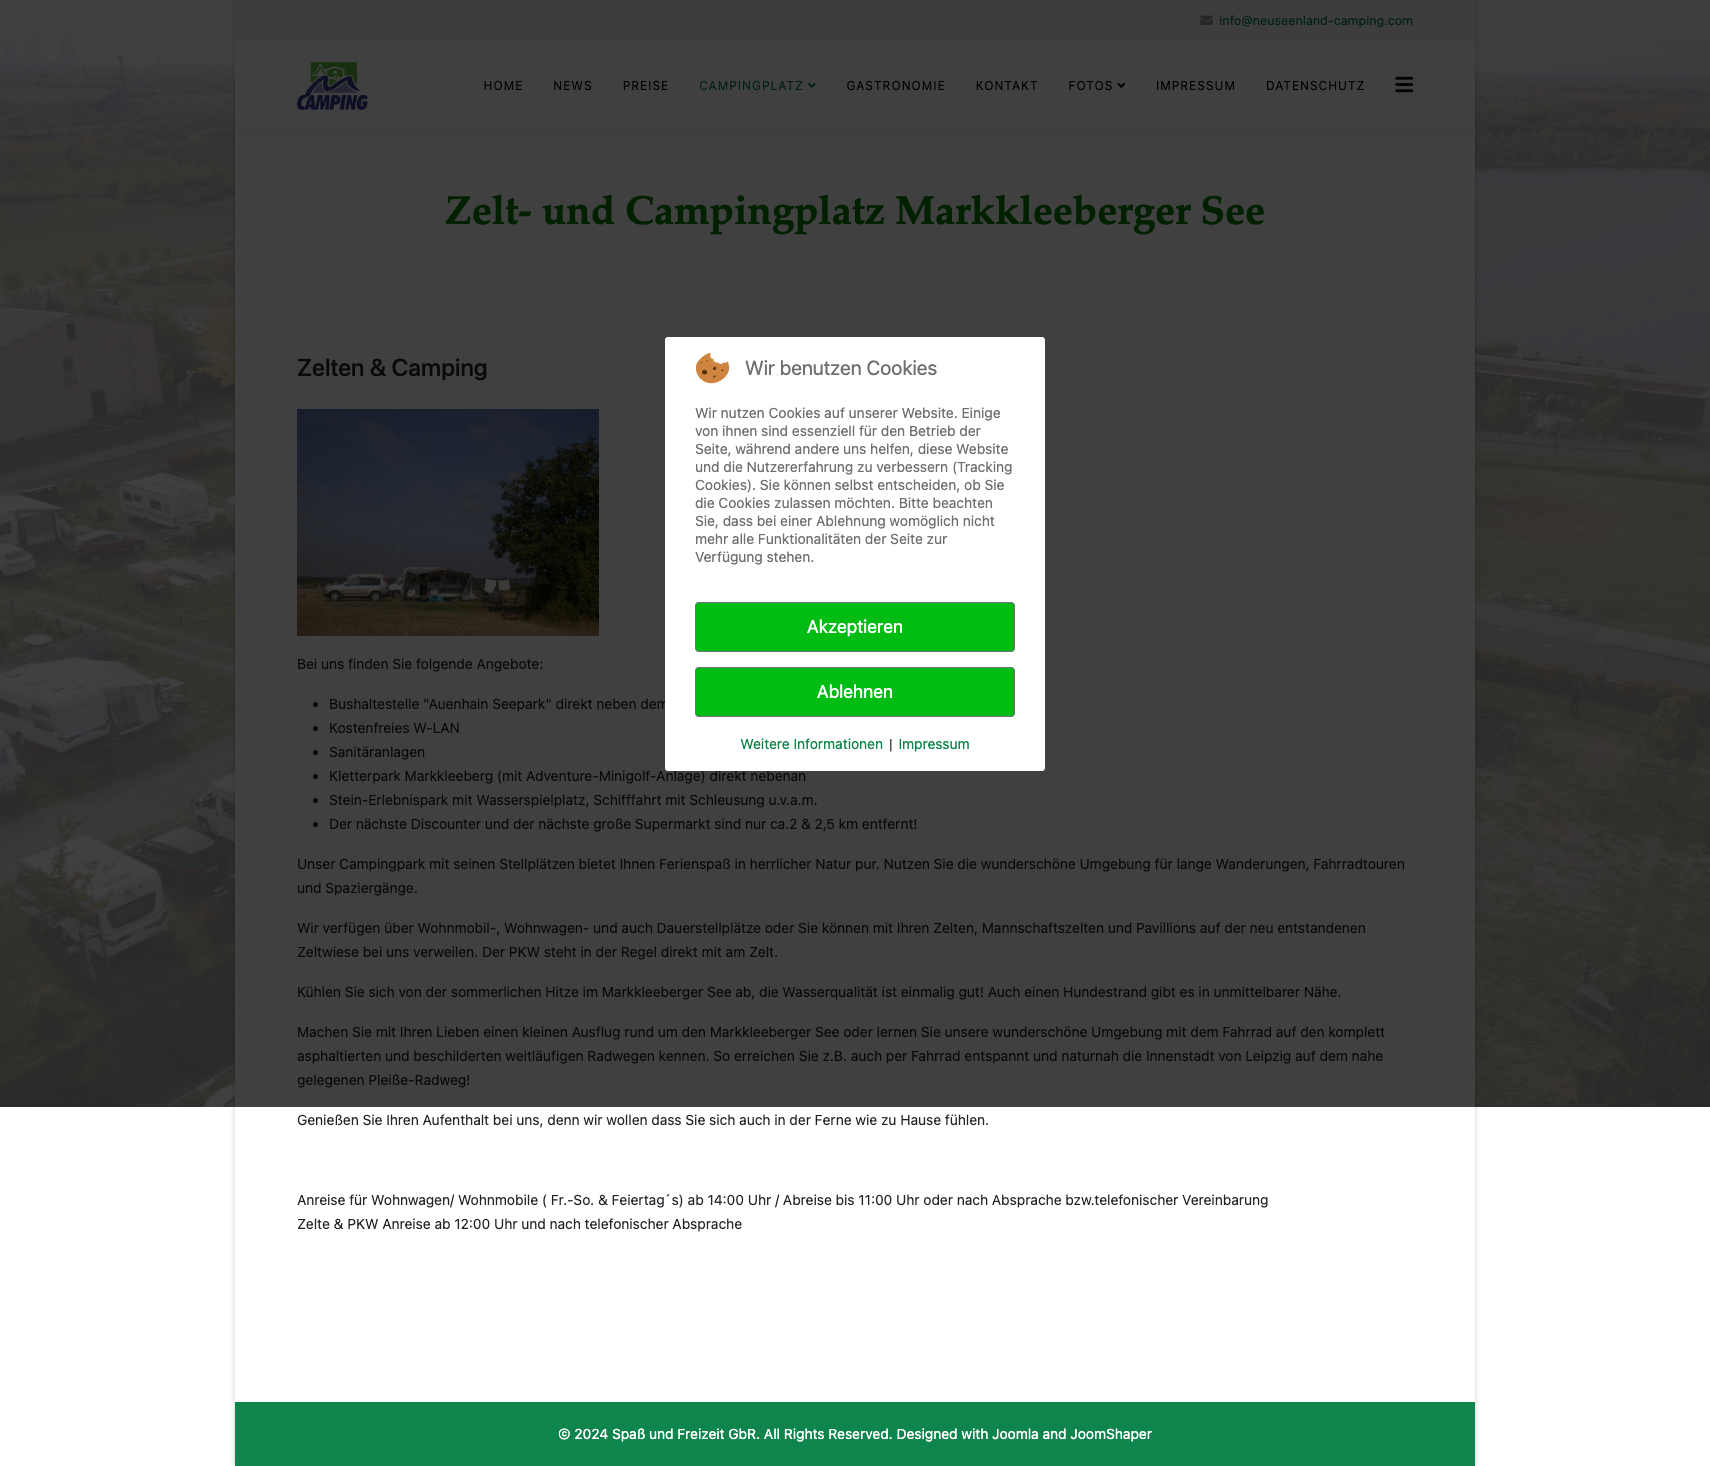 info@neuseenland-camping.com
CAMPING
HOME NEWS PREISE CAMPINGPLATZ GASTRONOMIE KONTAKT FOTOS IMPRESSUM DATENSCHUTZ
Zelt- und Campingplatz Markkleeberger See
Zelten & Camping
Wir benutzen Cookies
Wir nutzen Cookies auf unserer Website. Einige
von ihnen sind essenziell für den Betrieb der
Seite, während andere uns helfen, diese Website
und die Nutzererfahrung zu verbessern (Tracking
Cookies). Sie können selbst entscheiden, ob Sie
die Cookies zulassen möchten. Bitte beachten
Sie, dass bei einer Ablehnung womöglich nicht
mehr alle Funktionalitäten der Seite zur
Verfügung stehen.
Akzeptieren
Ablehnen
Weitere Informationen | Impressum
Bei uns finden Sie folgende Angebote:
Bushaltestelle "Auenhain Seepark" direkt neben dem
Kostenfreies W-LAN
Sanitäranlagen
Kletterpark Markkleeberg (mit Adventure-Minigolf-Anlage) direkt nebenan
Stein-Erlebnispark mit Wasserspielplatz, Schifffahrt mit Schleusung u.v.a.m.
Der nächste Discounter und der nächste große Supermarkt sind nur ca.2 & 2,5 km entfernt!
Unser Campingpark mit seinen Stellplätzen bietet Ihnen Ferienspaß in herrlicher Natur pur. Nutzen Sie die wunderschöne Umgebung für lange Wanderungen, Fahrradtouren
und Spaziergänge.
Wir verfügen über Wohnmobil-, Wohnwagen- und auch Dauerstellplätze oder Sie können mit Ihren Zelten, Mannschaftszelten und Pavillions auf der neu entstandenen
Zeltwiese bei uns verweilen. Der PKW steht in der Regel direkt mit am Zelt.
Kühlen Sie sich von der sommerlichen Hitze im Markkleeberger See ab, die Wasserqualität ist einmalig gut! Auch einen Hundestrand gibt es in unmittelbarer Nähe.
Machen Sie mit Ihren Lieben einen kleinen Ausflug rund um den Markkleeberger See oder lernen Sie unsere wunderschöne Umgebung mit dem Fahrrad auf den komplett
asphaltierten und beschilderten weitläufigen Radwegen kennen. So erreichen Sie z.B. auch per Fahrrad entspannt und naturnah die Innenstadt von Leipzig auf dem nahe
gelegenen Pleiße-Radweg!
Genießen Sie Ihren Aufenthalt bei uns, denn wir wollen dass Sie sich auch in der Ferne wie zu Hause fühlen.
Anreise für Wohnwagen/ Wohnmobile ( Fr.-So. & Feiertag´s) ab 14:00 Uhr / Abreise bis 11:00 Uhr oder nach Absprache bzw.telefonischer Vereinbarung
Zelte & PKW Anreise ab 12:00 Uhr und nach telefonischer Absprache
© 2024 Spaß und Freizeit GbR. All Rights Reserved. Designed with Joomla and JoomShaper